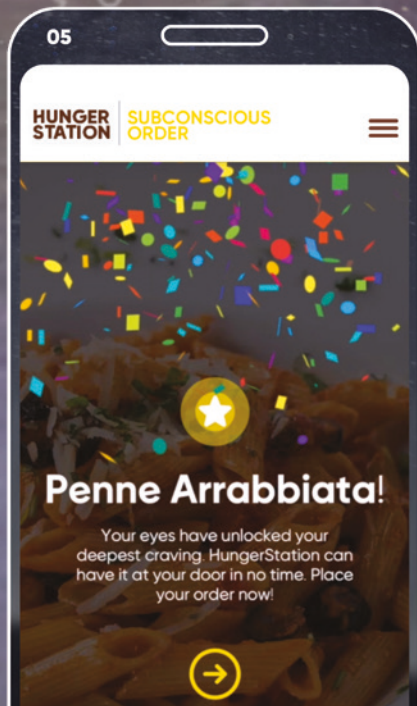 05
HUNGER STATION
SUBCONSCIOUS ORDER
Penne Arrabbiata!
Your eyes have unlocked your
deepest craving. HungerStation can
have it at your door in no time. Place
your order now!